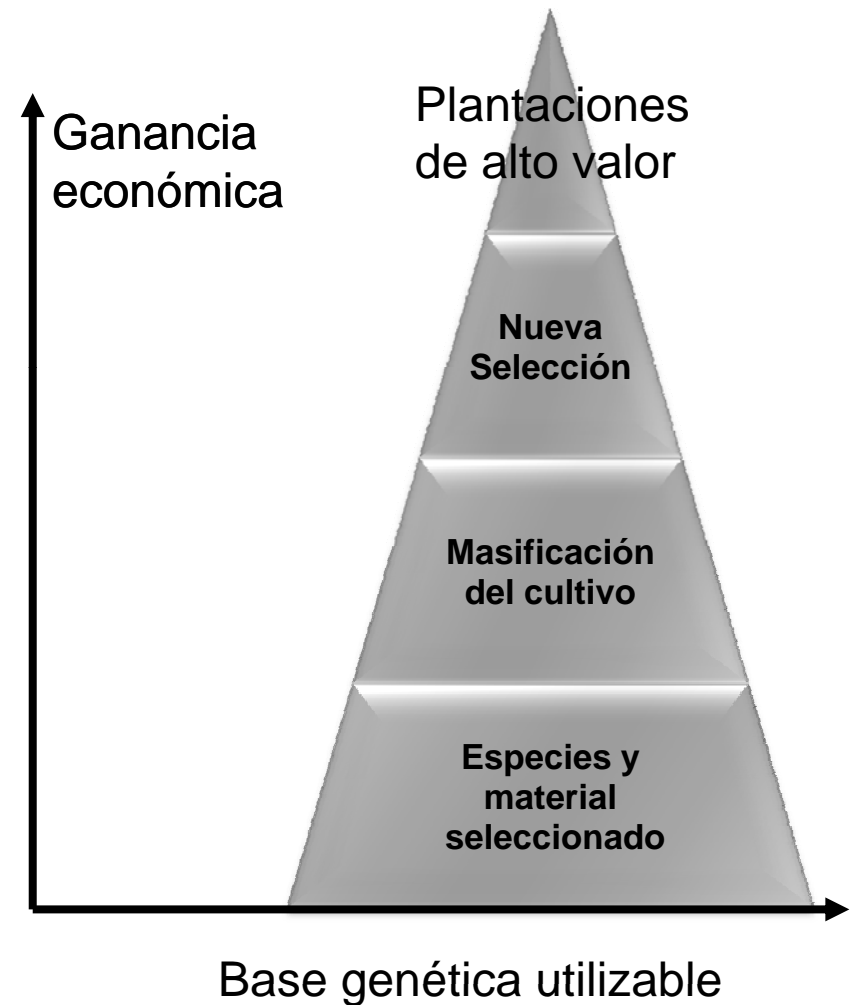 Ganancia
económica
Plantaciones
de alto valor
Nueva
Selección
Masificación
del cultivo
Especies y
material
seleccionado
Base genética utilizable